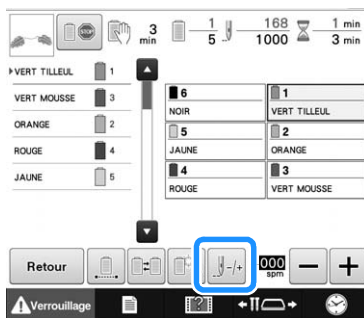 3 min
1 5
168 1000
1 min 3 min
VERT TILLEUL 1
VERT MOUSSE 3
ORANGE 2
ROUGE 4
JAUNE 5
6 NOIR
1 VERT TILLEUL
5 JAUNE
2 ORANGE
4 ROUGE
3 VERT MOUSSE
Retour
-/+
000 spm
− +
Verrouillage
?